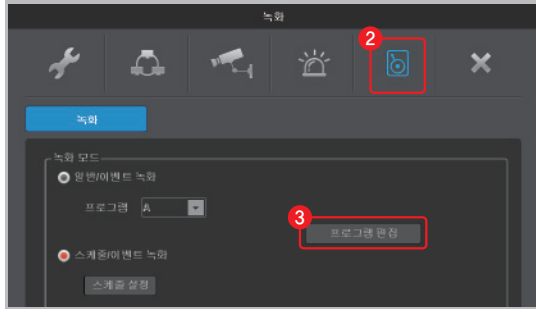 녹화
2
녹화
녹화 모드
일반/이벤트 녹화
프로그램 A
3
프로그램 편집
스케줄/이벤트 녹화
스케줄 설정